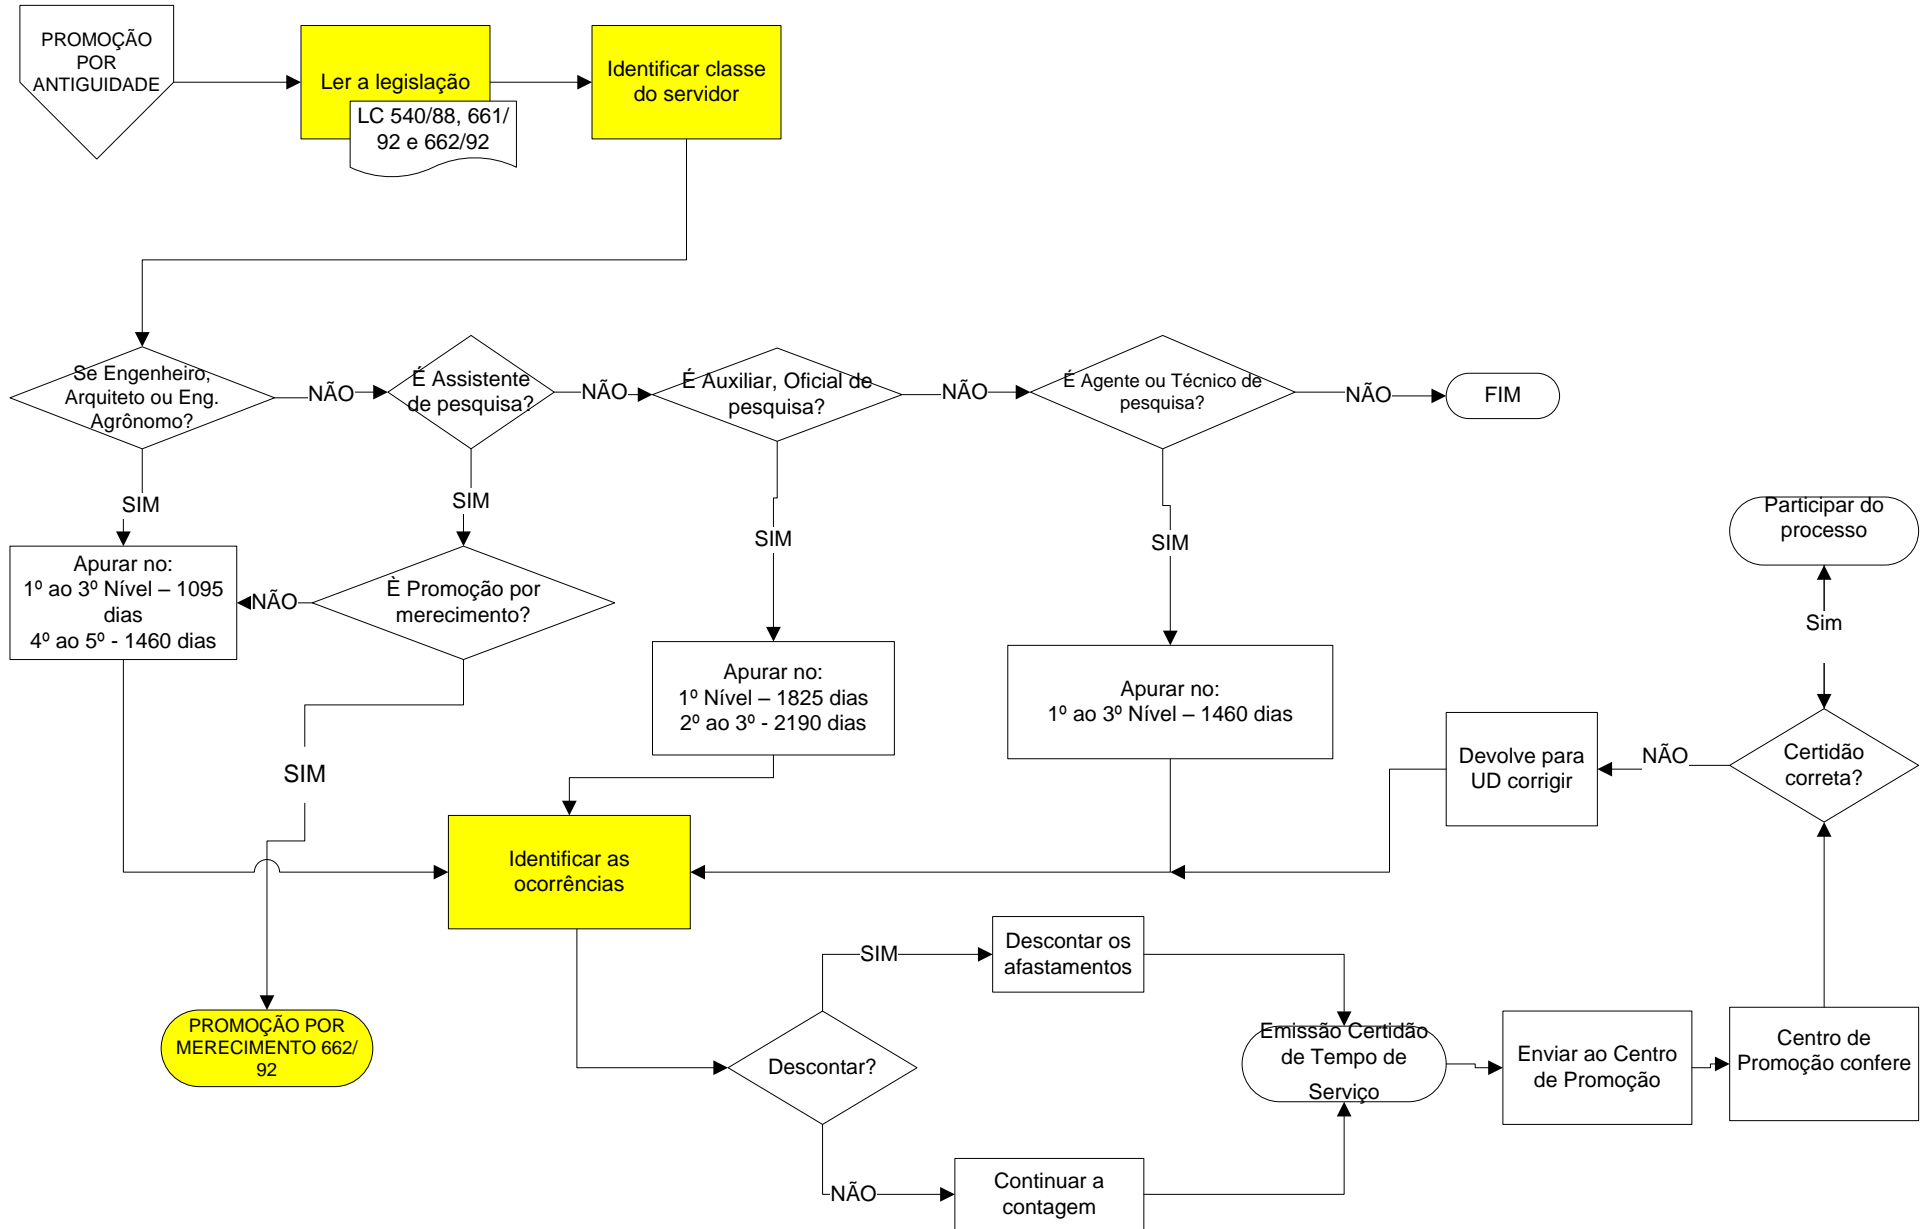 PROMOÇÃO
POR
ANTIGUIDADE
Ler a legislação
LC 540/88, 661/
92 e 662/92
Identificar classe
do servidor
Se Engenheiro,
Arquiteto ou Eng.
Agrônomo?
NÃO
É Assistente
de pesquisa?
NÃO
É Auxiliar, Oficial de
pesquisa?
NÃO
É Agente ou Técnico de
pesquisa?
NÃO
FIM
SIM
SIM
SIM
SIM
Apurar no:
1º ao 3º Nível – 1095
dias
4º ao 5º - 1460 dias
NÃO
È Promoção por
merecimento?
Apurar no:
1º Nível – 1825 dias
2º ao 3º - 2190 dias
Apurar no:
1º ao 3º Nível – 1460 dias
Participar do
processo
Sim
Certidão
correta?
NÃO
Devolve para
UD corrigir
SIM
Identificar as
ocorrências
PROMOÇÃO POR
MERECIMENTO 662/
92
Descontar?
SIM
Descontar os
afastamentos
NÃO
Continuar a
contagem
Emissão Certidão
de Tempo de
Serviço
Enviar ao Centro
de Promoção
Centro de
Promoção confere